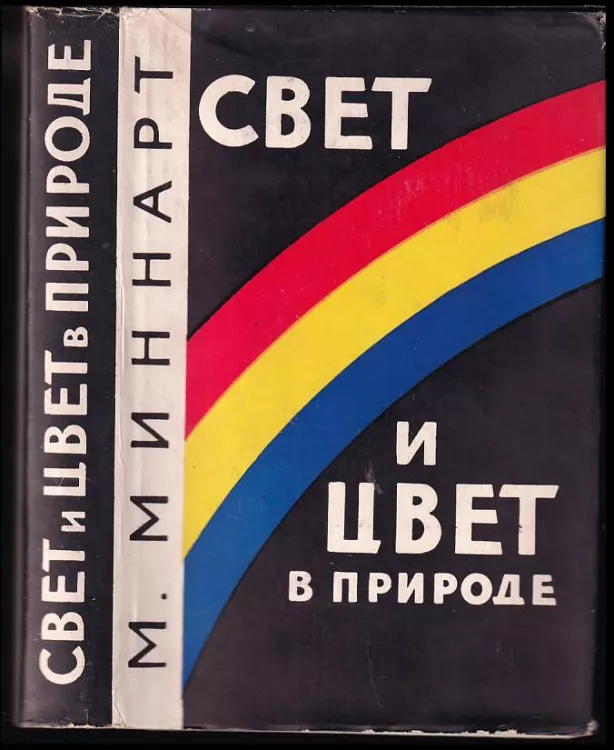 СВЕТ И ЦВЕТ В ПРИРОДЕ
М. МИННАРТ
СВЕТ
И
ЦВЕТ
В ПРИРОДЕ